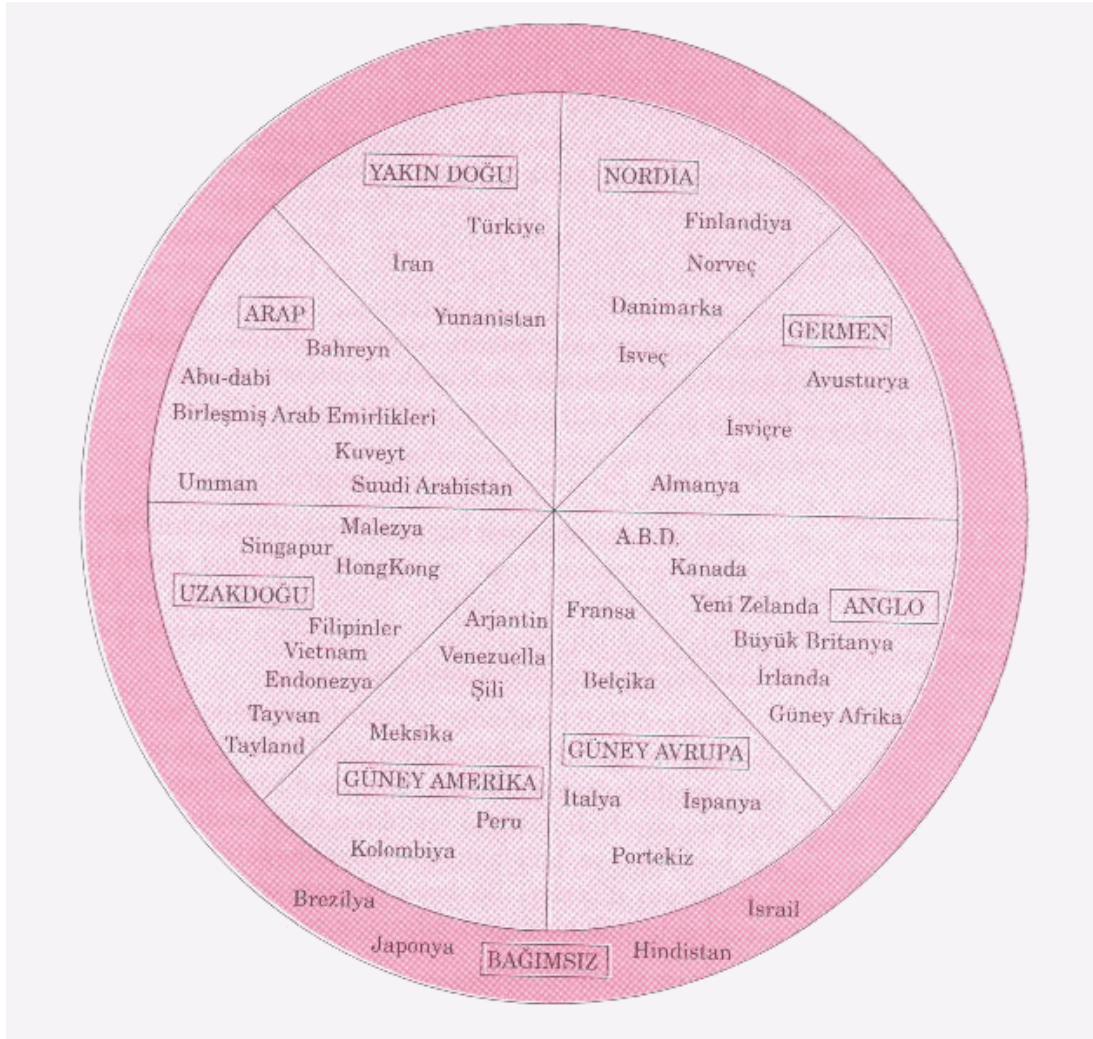 YAKIN DOĞU
Türkiye
İran
Yunanistan
NORDİA
Finlandiya
Norveç
Danimarka
İsveç
GERMEN
Avusturya
İsviçre
Almanya
ARAP
Bahreyn
Abu-dabi
Birleşmiş Arab Emirlikleri
Kuveyt
Umman
Suudi Arabistan
Malezya
Singapur
HongKong
UZAKDOĞU
Filipinler
Vietnam
Endonezya
Tayvan
Tayland
Arjantin
Venezuella
Şili
Meksika
GÜNEY AMERİKA
Peru
Kolombiya
Fransa
Belçika
GÜNEY AVRUPA
İtalya
İspanya
Portekiz
A.B.D.
Kanada
Yeni Zelanda
ANGLO
Büyük Britanya
İrlanda
Güney Afrika
Brezilya
Japonya
BAĞIMSIZ
Hindistan
İsrail